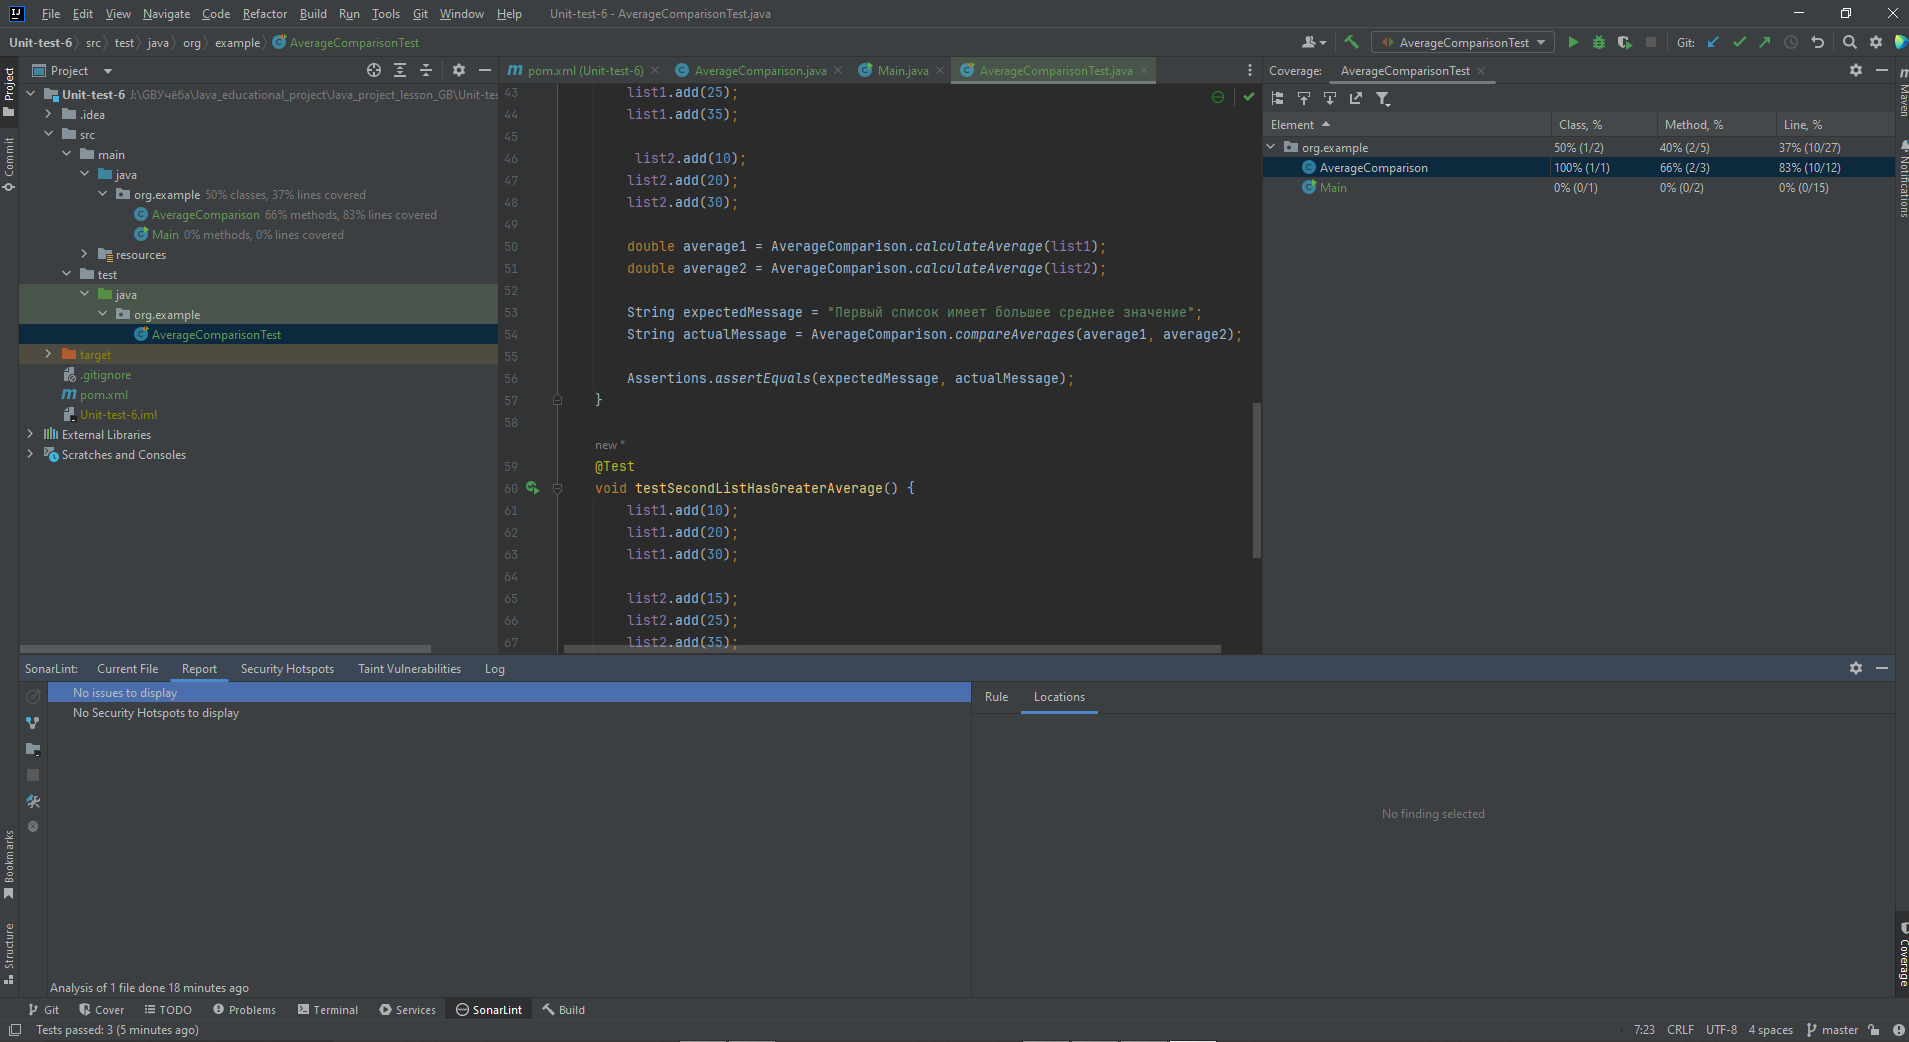 File Edit View Navigate Code Refactor Build Run Tools Git Window Help Unit-test-6 - AverageComparisonTest.java
Unit-test-6 src test java org example AverageComparisonTest
AverageComparisonTest Git:
Project
pom.xml (Unit-test-6) AverageComparison.java Main.java AverageComparisonTest.java
Coverage: AverageComparisonTest
Project
Commit
Bookmarks
Structure
Unit-test-6 J:\GBУчёба\Java_educational_project\Java_project_lesson_GB\Unit-tes
.idea
src
main
java
org.example 50% classes, 37% lines covered
AverageComparison 66% methods, 83% lines covered
Main 0% methods, 0% lines covered
resources
test
java
org.example
AverageComparisonTest
target
.gitignore
pom.xml
Unit-test-6.iml
External Libraries
Scratches and Consoles
43 list1.add(25);
44 list1.add(35);
45
46 list2.add(10);
47 list2.add(20);
48 list2.add(30);
49
50 double average1 = AverageComparison.calculateAverage(list1);
51 double average2 = AverageComparison.calculateAverage(list2);
52
53 String expectedMessage = "Первый список имеет большее среднее значение";
54 String actualMessage = AverageComparison.compareAverages(average1, average2);
55
56 Assertions.assertEquals(expectedMessage, actualMessage);
57 }
58
new *
59 @Test
60 void testSecondListHasGreaterAverage() {
61 list1.add(10);
62 list1.add(20);
63 list1.add(30);
64
65 list2.add(15);
66 list2.add(25);
67 list2.add(35);
Element Class, % Method, % Line, %
org.example 50% (1/2) 40% (2/5) 37% (10/27)
AverageComparison 100% (1/1) 66% (2/3) 83% (10/12)
Main 0% (0/1) 0% (0/2) 0% (0/15)
Maven
Notifications
Coverage
SonarLint: Current File Report Security Hotspots Taint Vulnerabilities Log
No issues to display
No Security Hotspots to display
Rule Locations
No finding selected
Analysis of 1 file done 18 minutes ago
Git Cover TODO Problems Terminal Services SonarLint Build
Tests passed: 3 (5 minutes ago)
7:23 CRLF UTF-8 4 spaces master